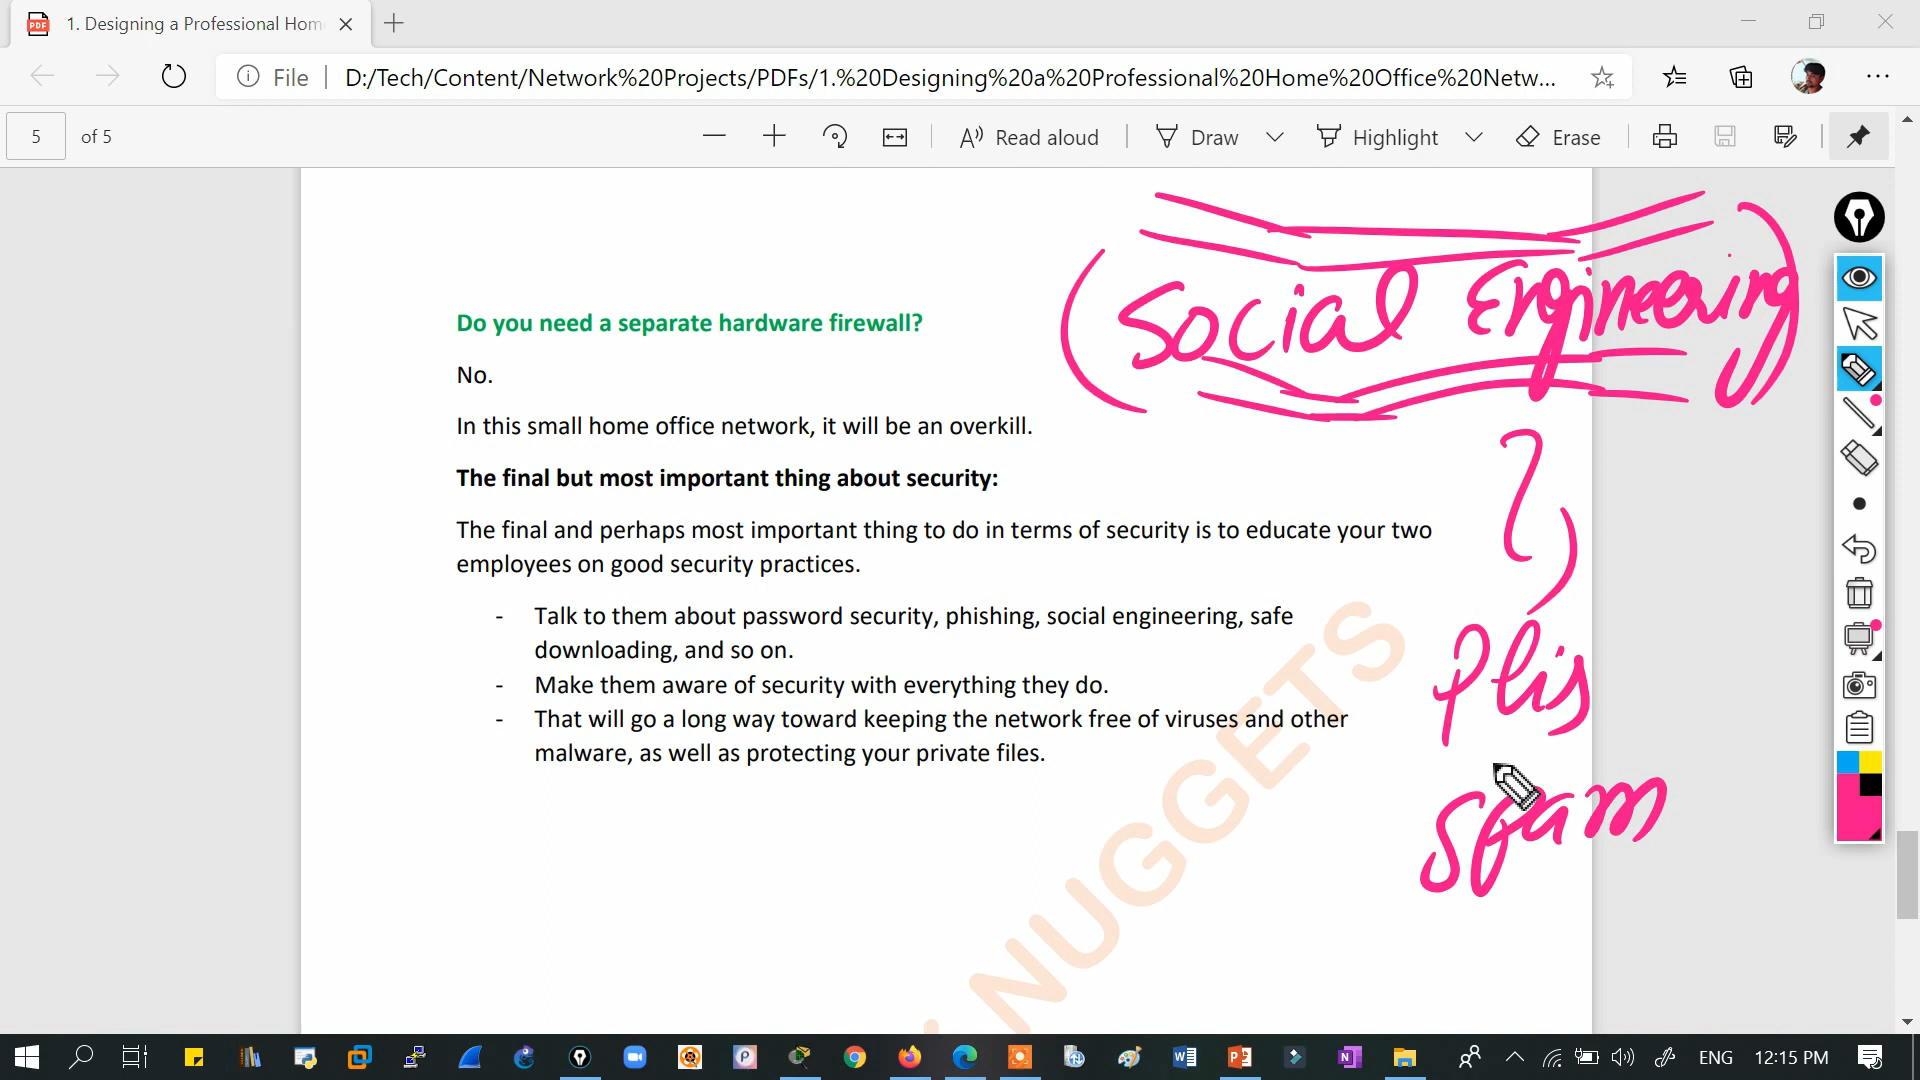 1. Designing a Professional Hom
File
D:/Tech/Content/Network%20Projects/PDFs/1.%20Designing%20a%20Professional%20Home%20Office%20Netw...
5 of 5
Read aloud
Draw
Highlight
Erase
Social Engineering
Do you need a separate hardware firewall?
No.
In this small home office network, it will be an overkill.
The final but most important thing about security:
The final and perhaps most important thing to do in terms of security is to educate your two
employees on good security practices.
- Talk to them about password security, phishing, social engineering, safe
downloading, and so on.
- Make them aware of security with everything they do.
- That will go a long way toward keeping the network free of viruses and other
malware, as well as protecting your private files.
Phis
Spam
NUGGETS
ENG 12:15 PM